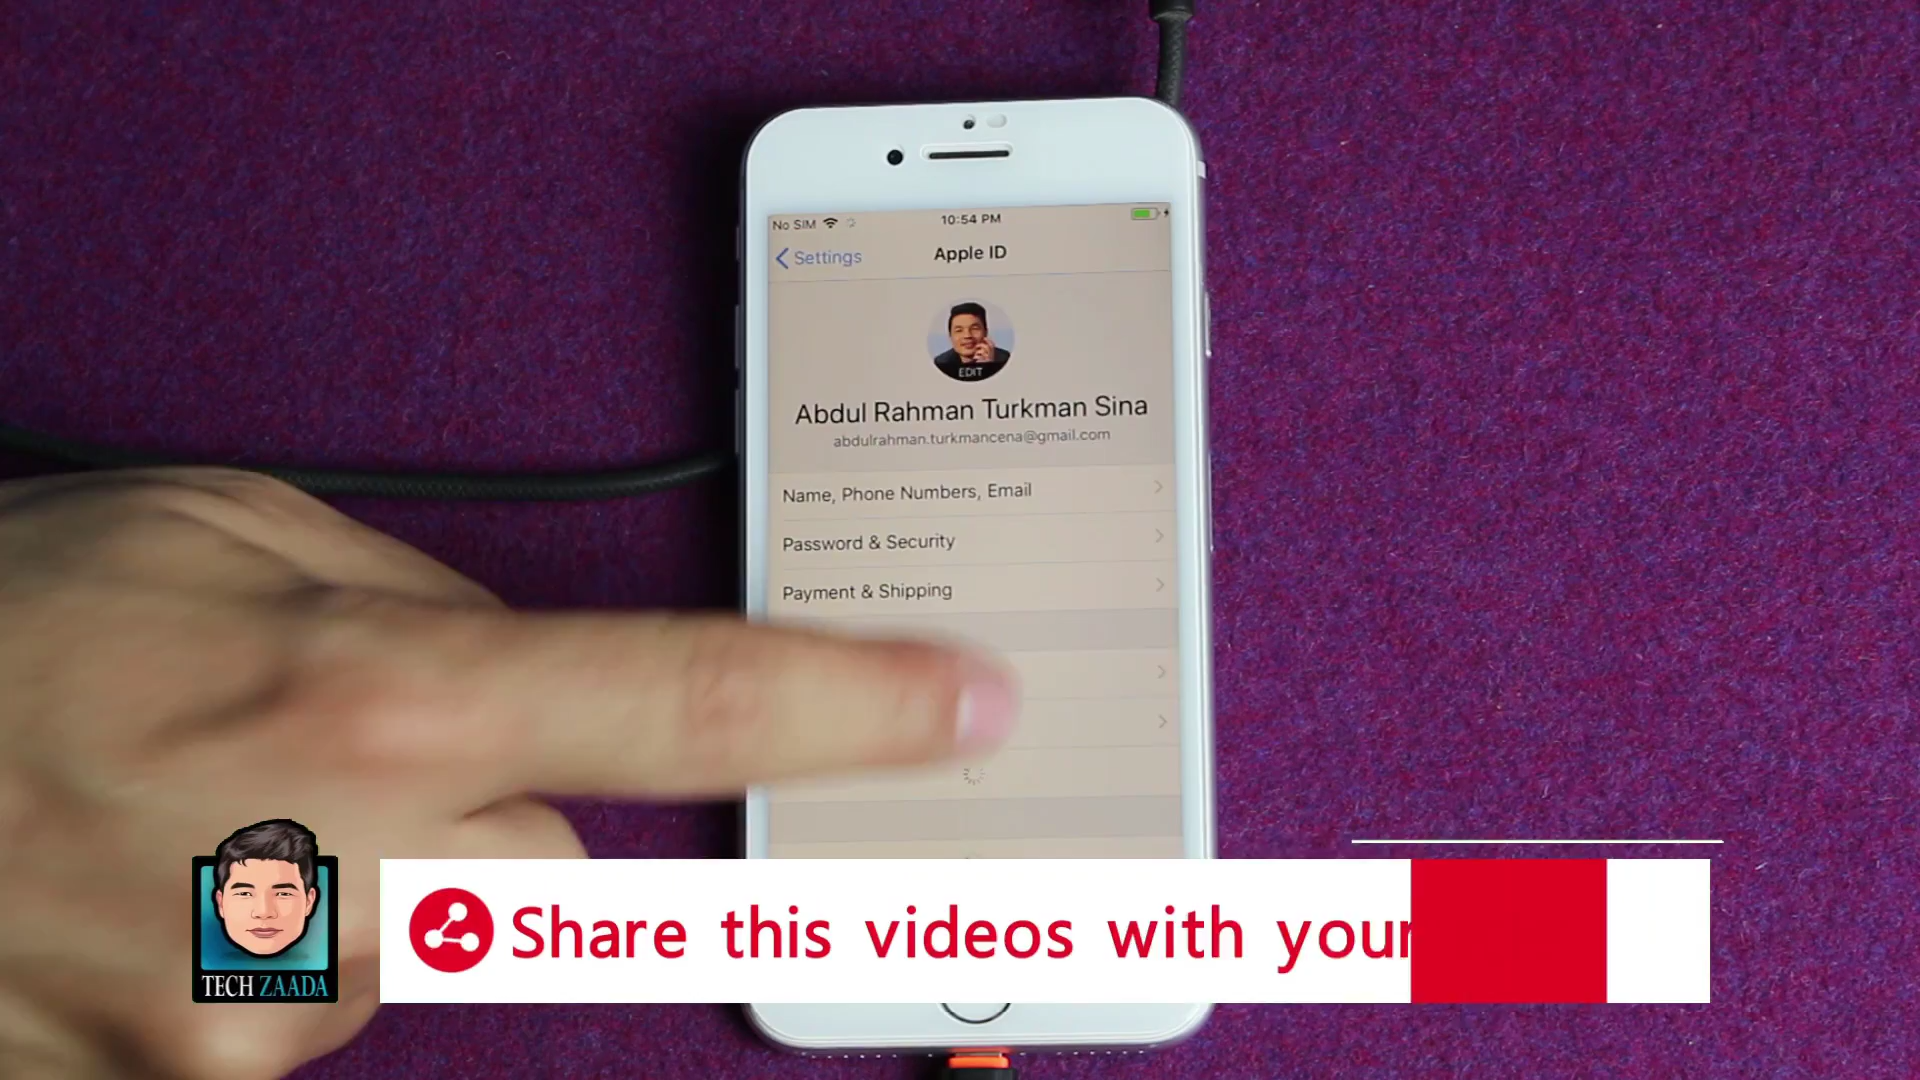 No SIM 10:54 PM
Settings Apple ID
EDIT
Abdul Rahman Turkman Sina
abdulrahman.turkmancena@gmail.com
Name, Phone Numbers, Email
Password & Security
Payment & Shipping
TECH ZAADA
Share this videos with your